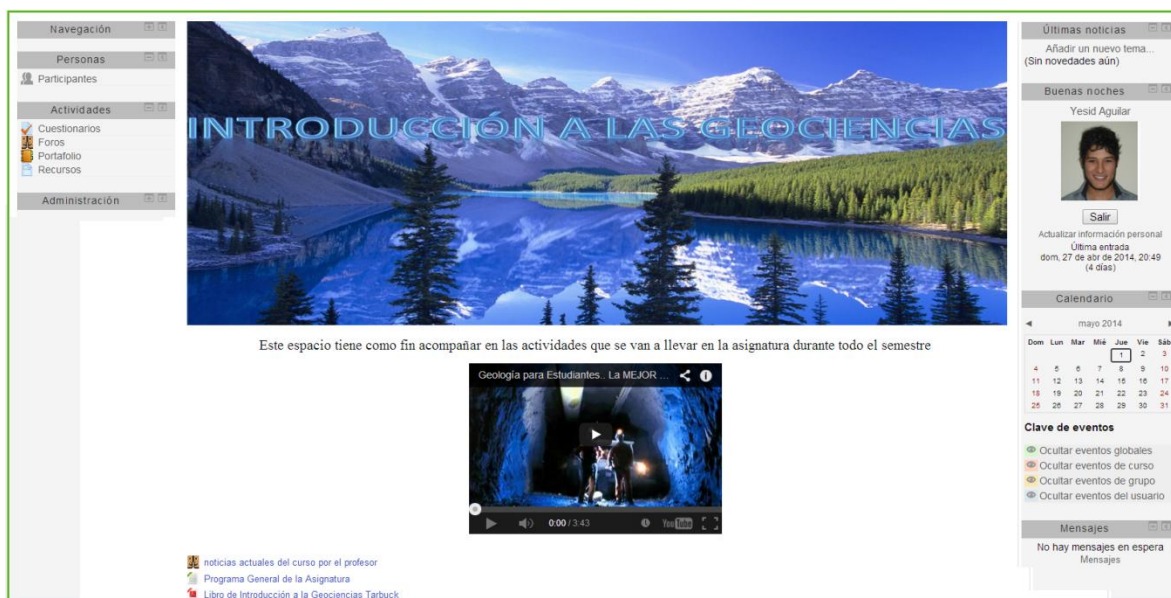 Navegación
Personas
Participantes
Actividades
Cuestionarios
Foros
Portafolio
Recursos
Administración
INTRODUCCIÓN A LAS GEOCIENCIAS
Este espacio tiene como fin acompañar en las actividades que se van a llevar en la asignatura durante todo el semestre
Geología para Estudiantes.. La MEJOR ...
0:00 / 3:43
YouTube
noticias actuales del curso por el profesor
Programa General de la Asignatura
Libro de Introducción a la Geociencias Tarbuck
Últimas noticias
Añadir un nuevo tema...
(Sin novedades aún)
Buenas noches
Yesid Aguilar
Salir
Actualizar información personal
Última entrada
dom, 27 de abr de 2014, 20:49
(4 días)
Calendario
◄ mayo 2014 ►
Dom Lun Mar Mié Jue Vie Sáb
1 2 3
4 5 6 7 8 9 10
11 12 13 14 15 16 17
18 19 20 21 22 23 24
25 26 27 28 29 30 31
Clave de eventos
Ocultar eventos globales
Ocultar eventos de curso
Ocultar eventos de grupo
Ocultar eventos del usuario
Mensajes
No hay mensajes en espera
Mensajes